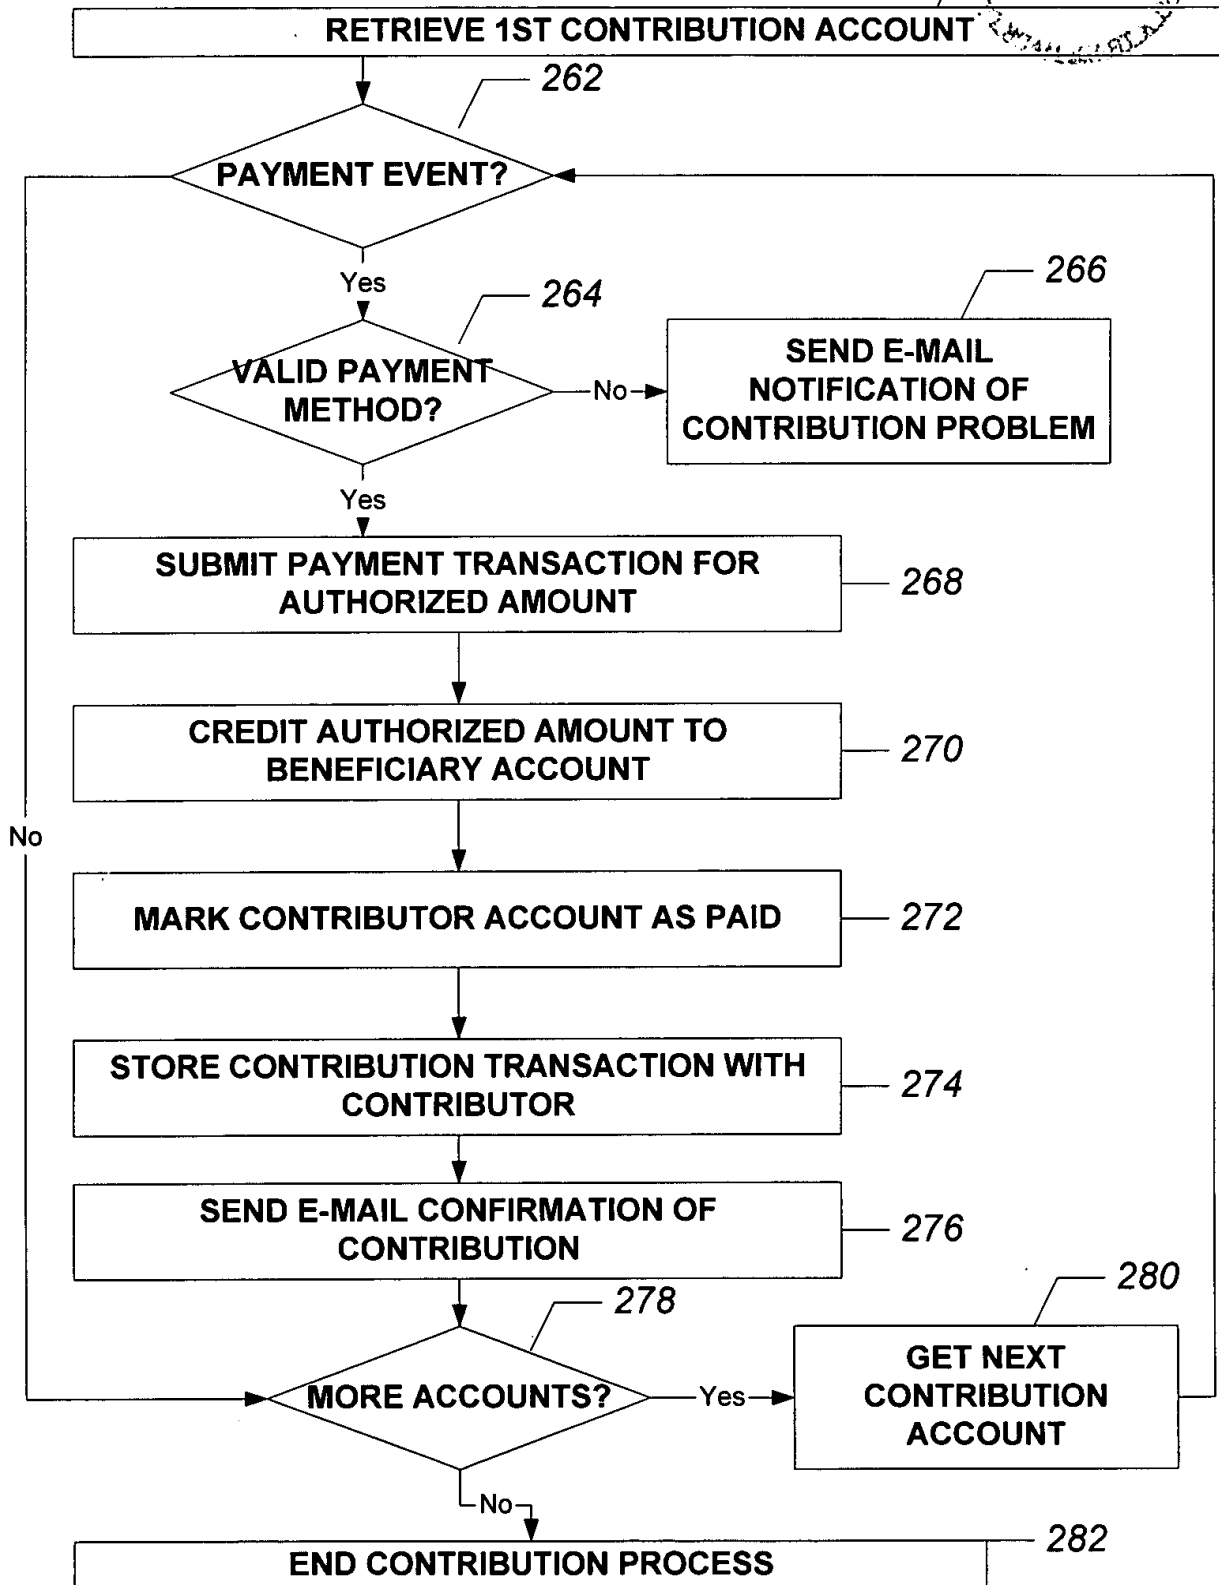 RETRIEVE 1ST CONTRIBUTION ACCOUNT
262
PAYMENT EVENT?
Yes
264
266
VALID PAYMENT
METHOD?
No
SEND E-MAIL
NOTIFICATION OF
CONTRIBUTION PROBLEM
Yes
SUBMIT PAYMENT TRANSACTION FOR
AUTHORIZED AMOUNT
268
CREDIT AUTHORIZED AMOUNT TO
BENEFICIARY ACCOUNT
270
No
MARK CONTRIBUTOR ACCOUNT AS PAID
272
STORE CONTRIBUTION TRANSACTION WITH
CONTRIBUTOR
274
SEND E-MAIL CONFIRMATION OF
CONTRIBUTION
276
278
280
MORE ACCOUNTS?
Yes
GET NEXT
CONTRIBUTION
ACCOUNT
No
282
END CONTRIBUTION PROCESS